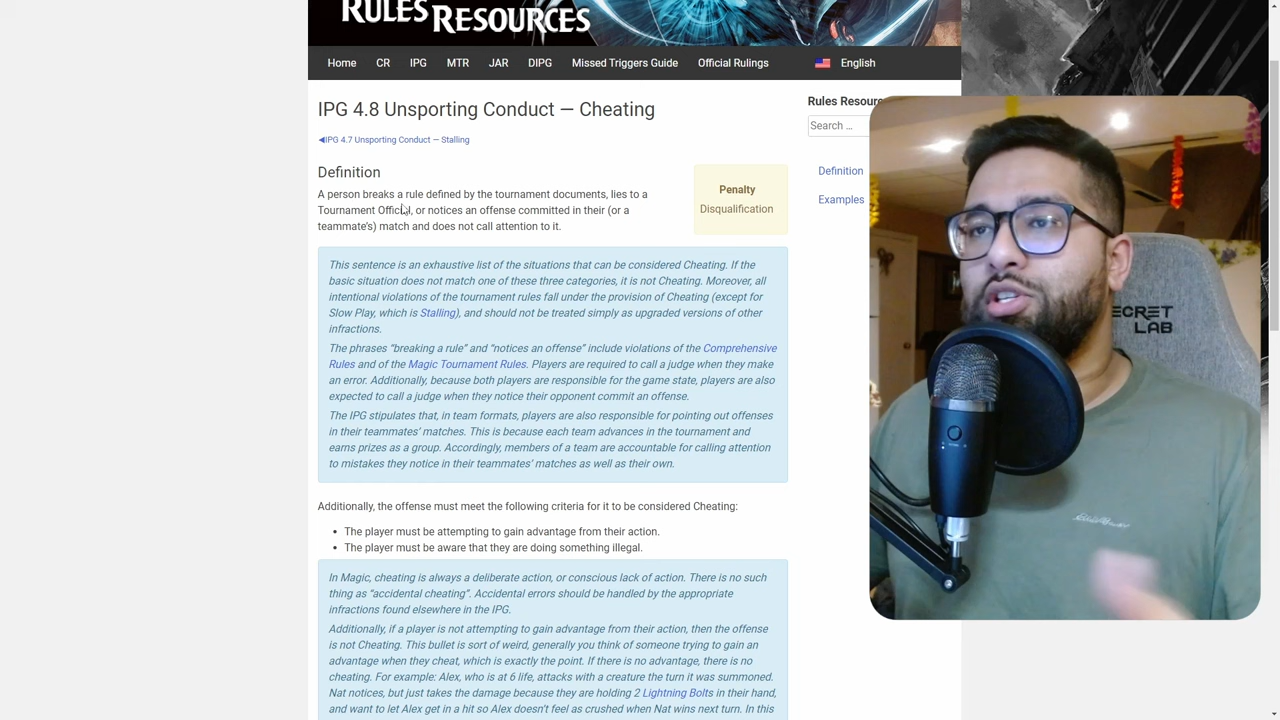 RULES
RESOURCES
Home CR IPG MTR JAR DIPG Missed Triggers Guide Official Rulings English
IPG 4.8 Unsporting Conduct — Cheating
◀IPG 4.7 Unsporting Conduct — Stalling
Definition
A person breaks a rule defined by the tournament documents, lies to a
Tournament Official, or notices an offense committed in their (or a
teammate's) match and does not call attention to it.
Penalty
Disqualification
This sentence is an exhaustive list of the situations that can be considered Cheating. If the
basic situation does not match one of these three categories, it is not Cheating. Moreover, all
intentional violations of the tournament rules fall under the provision of Cheating (except for
Slow Play, which is Stalling), and should not be treated simply as upgraded versions of other
infractions.
The phrases "breaking a rule" and "notices an offense" include violations of the Comprehensive
Rules and of the Magic Tournament Rules. Players are required to call a judge when they make
an error. Additionally, because both players are responsible for the game state, players are also
expected to call a judge when they notice their opponent commit an offense.
The IPG stipulates that, in team formats, players are also responsible for pointing out offenses
in their teammates' matches. This is because each team advances in the tournament and
earns prizes as a group. Accordingly, members of a team are accountable for calling attention
to mistakes they notice in their teammates' matches as well as their own.
Additionally, the offense must meet the following criteria for it to be considered Cheating:
• The player must be attempting to gain advantage from their action.
• The player must be aware that they are doing something illegal.
In Magic, cheating is always a deliberate action, or conscious lack of action. There is no such
thing as "accidental cheating". Accidental errors should be handled by the appropriate
infractions found elsewhere in the IPG.
Additionally, if a player is not attempting to gain advantage from their action, then the offense
is not Cheating. This bullet is sort of weird, generally you think of someone trying to gain an
advantage when they cheat, which is exactly the point. If there is no advantage, there is no
cheating. For example: Alex, who is at 6 life, attacks with a creature the turn it was summoned.
Nat notices, but just takes the damage because they are holding 2 Lightning Bolts in their hand,
and want to let Alex get in a hit so Alex doesn't feel as crushed when Nat wins next turn. In this
Rules Resour
Search …
Definition
Examples
ECRET
LAB